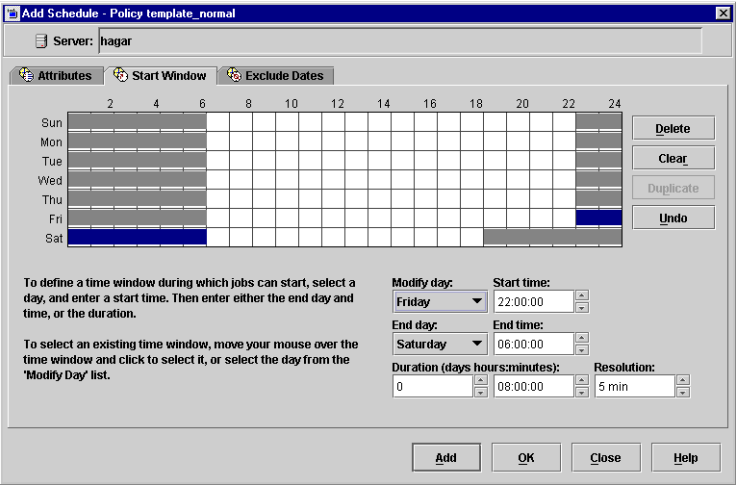 Add Schedule - Policy template_normal
Server: hagar
Attributes Start Window Exclude Dates
2 4 6 8 10 12 14 16 18 20 22 24
Sun
Mon
Tue
Wed
Thu
Fri
Sat
Delete
Clear
Duplicate
Undo
To define a time window during which jobs can start, select a
day, and enter a start time. Then enter either the end day and
time, or the duration.
To select an existing time window, move your mouse over the
time window and click to select it, or select the day from the
'Modify Day' list.
Modify day: Start time:
Friday 22:00:00
End day: End time:
Saturday 06:00:00
Duration (days hours:minutes): Resolution:
0 08:00:00 5 min
Add OK Close Help